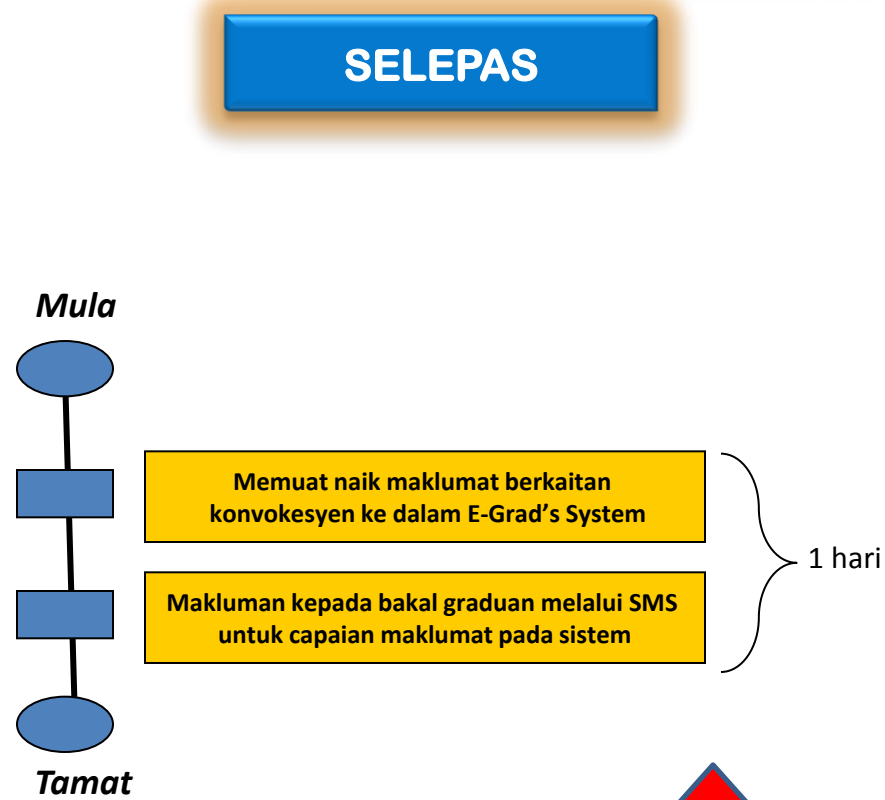 SELEPAS
Mula
Memuat naik maklumat berkaitan
konvokesyen ke dalam E-Grad's System
1 hari
Makluman kepada bakal graduan melalui SMS
untuk capaian maklumat pada sistem
Tamat